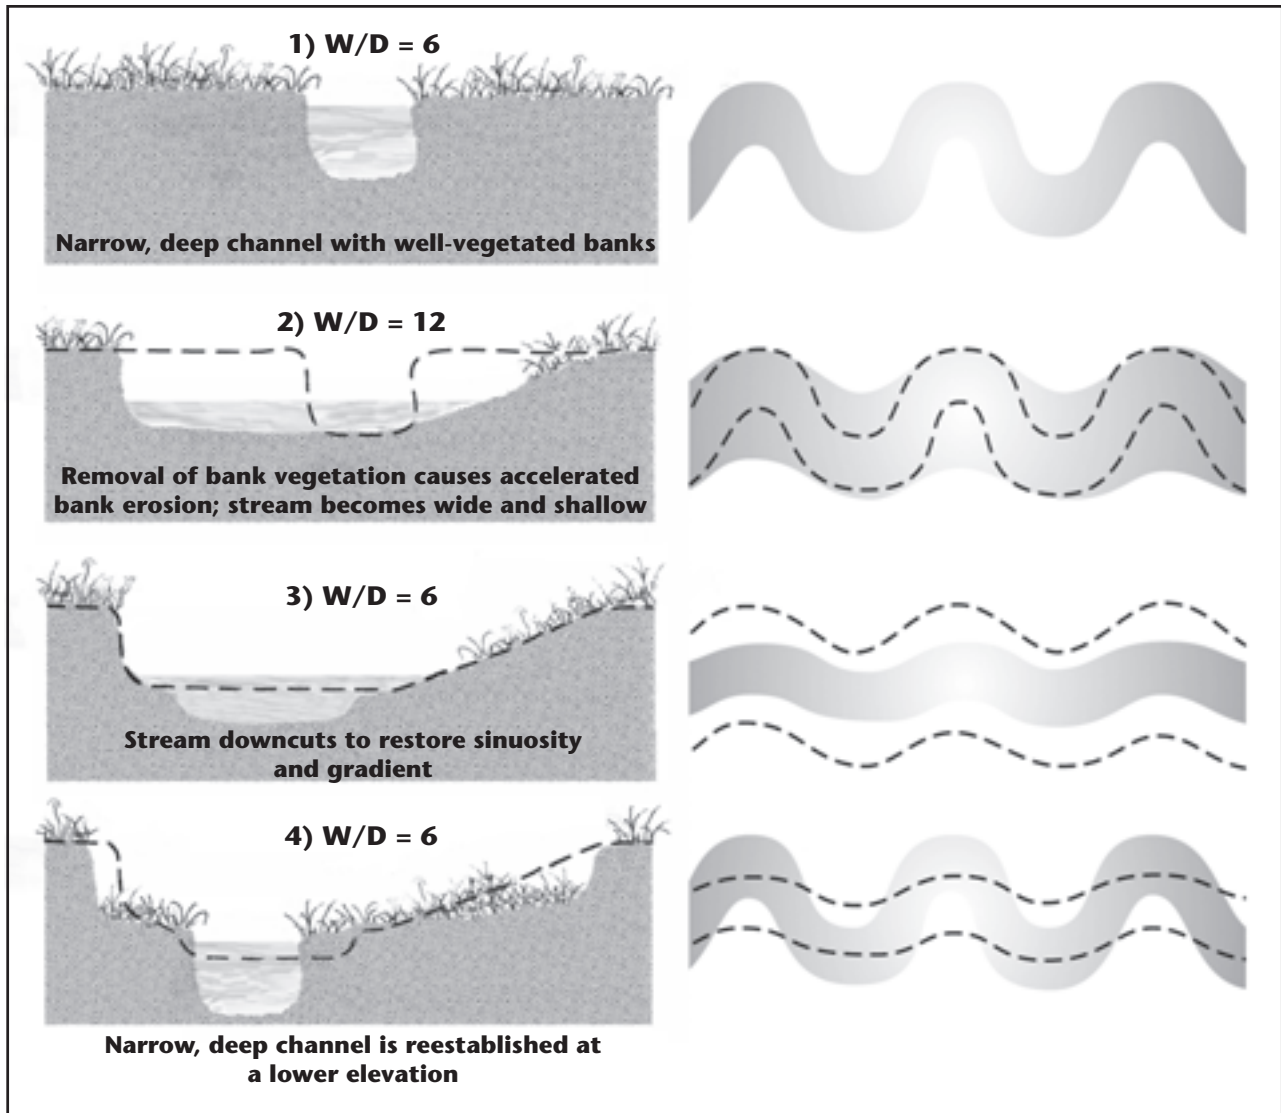 1) W/D = 6
Narrow, deep channel with well-vegetated banks
2) W/D = 12
Removal of bank vegetation causes accelerated
bank erosion; stream becomes wide and shallow
3) W/D = 6
Stream downcuts to restore sinuosity
and gradient
4) W/D = 6
Narrow, deep channel is reestablished at
a lower elevation